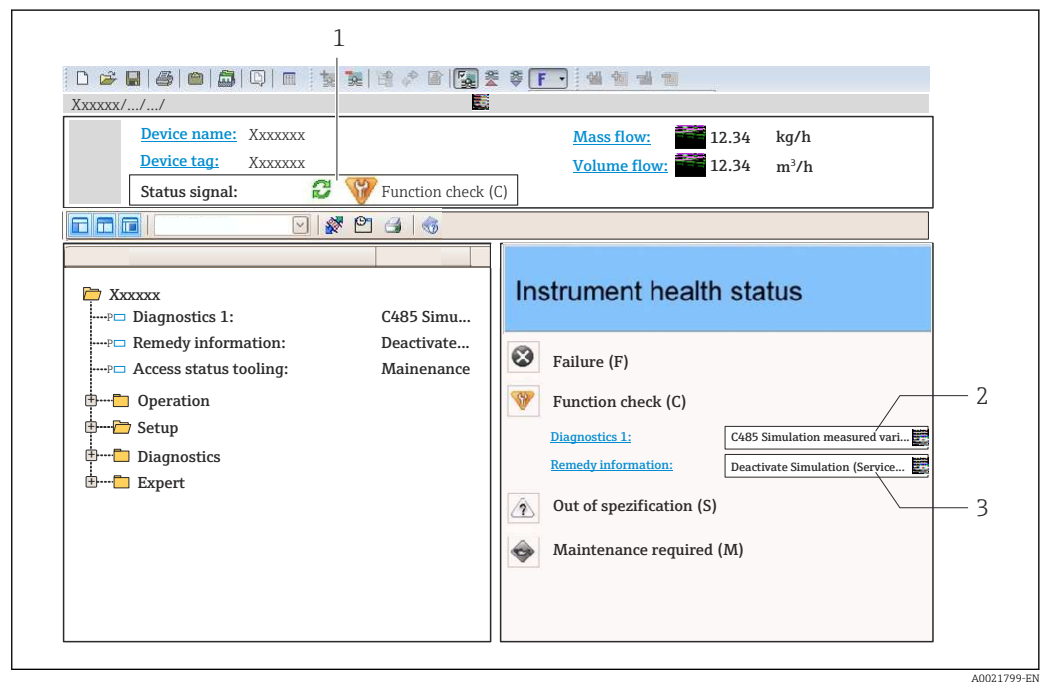 1
F
Xxxxxx/.../.../
Device name: Xxxxxxx
Mass flow: 12.34 kg/h
Device tag: Xxxxxxx
Volume flow: 12.34 m³/h
Status signal: Function check (C)
Xxxxxxx
Instrument health status
P Diagnostics 1: C485 Simu...
P Remedy information: Deactivate...
P Access status tooling: Mainenance
Operation
Setup
Diagnostics
Expert
Failure (F)
Function check (C)
2
Diagnostics 1: C485 Simulation measured vari...
Remedy information: Deactivate Simulation (Service...
Out of spezification (S)
3
Maintenance required (M)
A0021799-EN